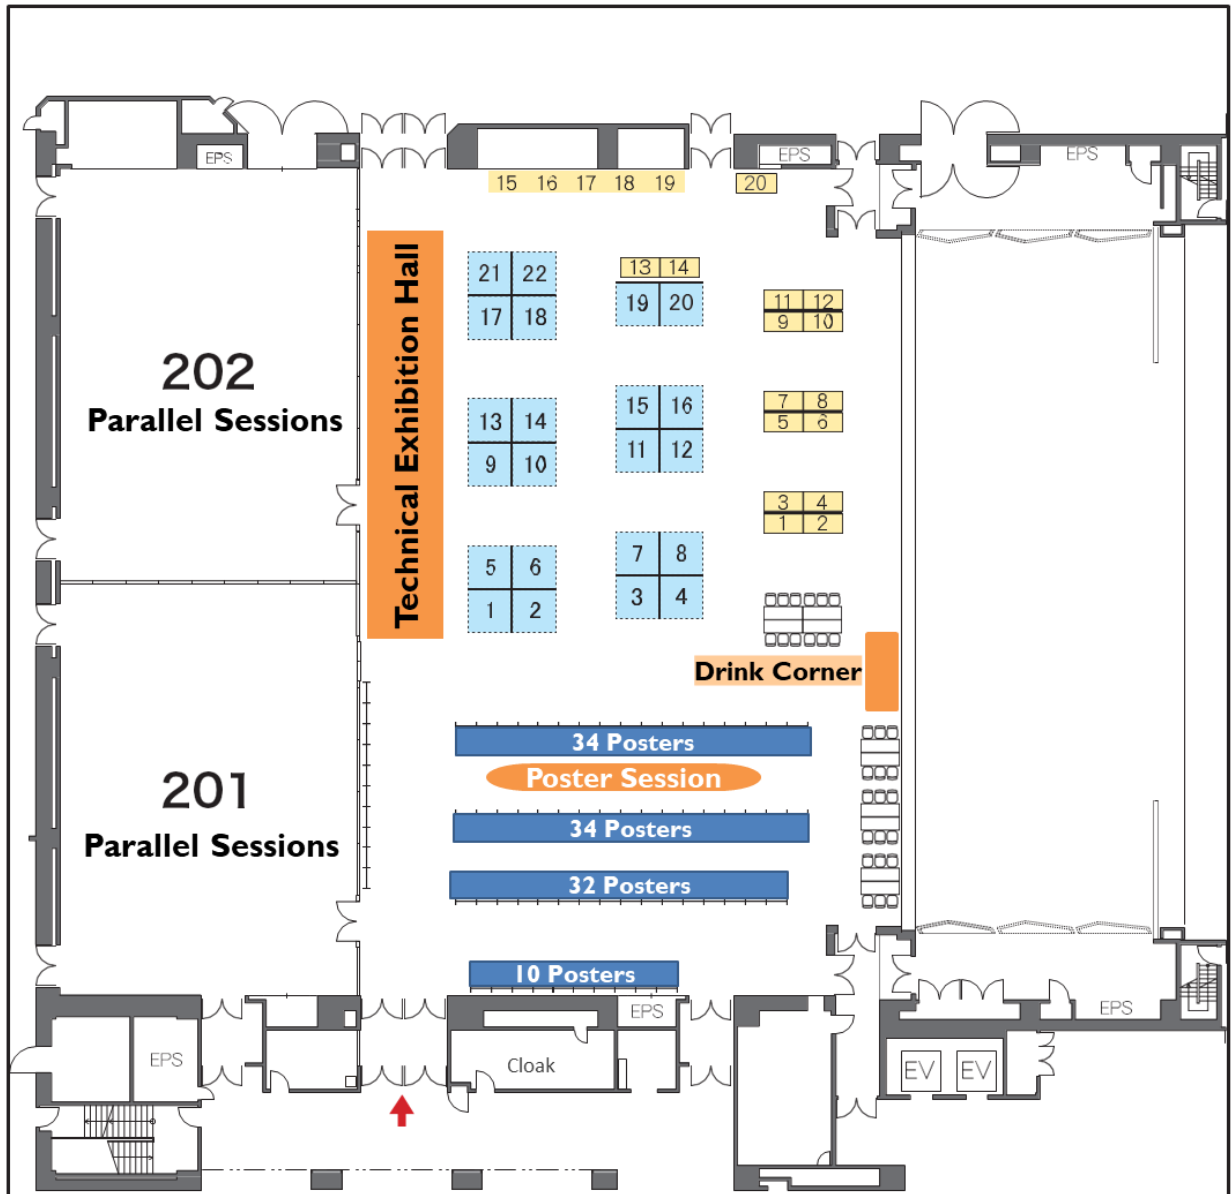 EPS
EPS
EPS
15 16 17 18 19
20
21 22
17 18
13 14
19 20
11 12
9 10
202
Parallel Sessions
Technical Exhibition Hall
13 14
9 10
15 16
11 12
7 8
5 6
3 4
1 2
5 6
1 2
7 8
3 4
Drink Corner
34 Posters
Poster Session
201
Parallel Sessions
34 Posters
32 Posters
10 Posters
EPS
EPS
EPS
Cloak
EV EV